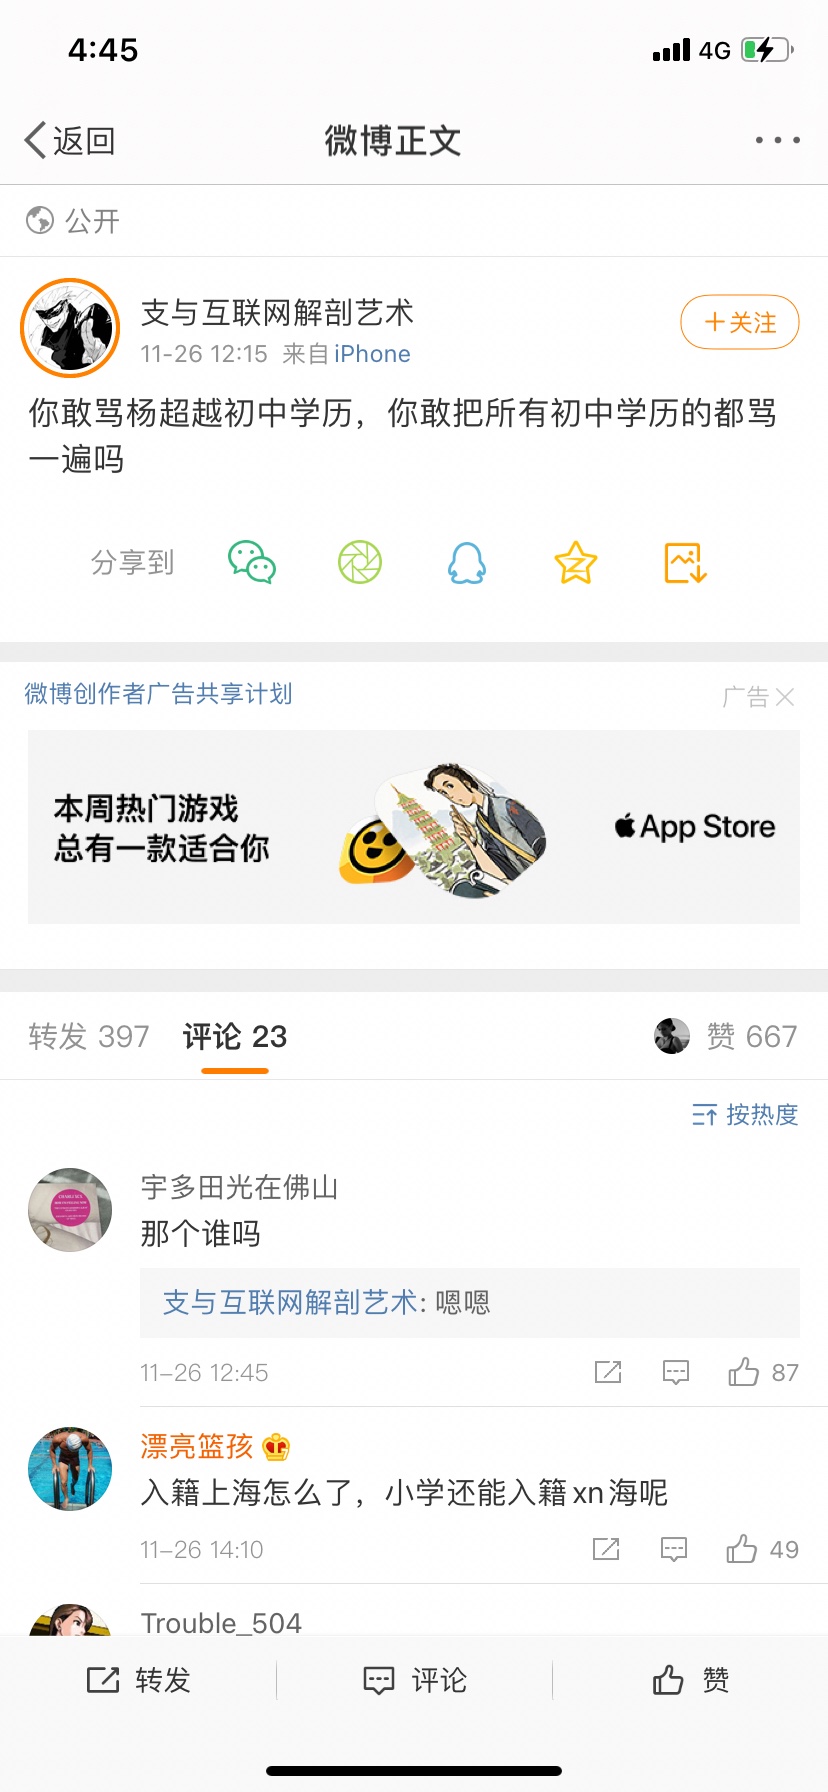 4:45
4G
返回
微博正文
公开
支与互联网解剖艺术
+关注
11-26 12:15 来自iPhone
你敢骂杨超越初中学历，你敢把所有初中学历的都骂
一遍吗
分享到
微博创作者广告共享计划
广告
本周热门游戏
总有一款适合你
App Store
转发 397
评论 23
赞 667
按热度
宇多田光在佛山
那个谁吗
支与互联网解剖艺术: 嗯嗯
11-26 12:45
87
漂亮篮孩
入籍上海怎么了，小学还能入籍xn海呢
11-26 14:10
49
Trouble_504
转发
评论
赞